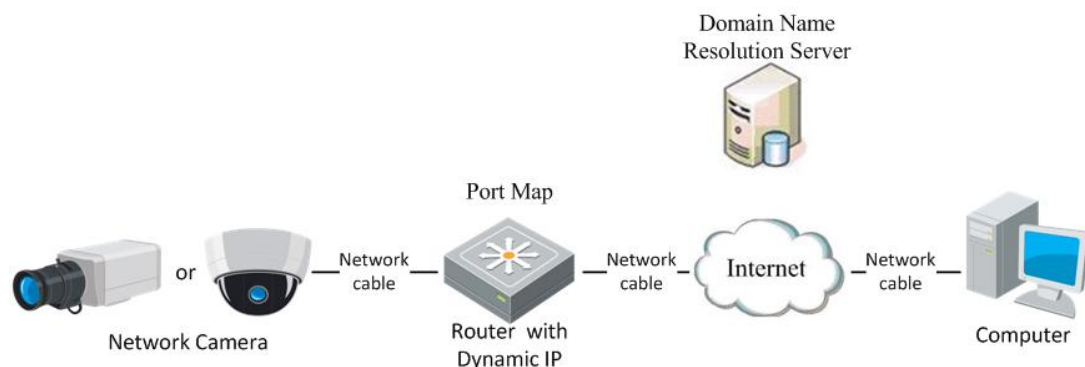 Domain Name
Resolution Server
Port Map
or
Network
cable
Network
cable
Internet
Network
cable
Network Camera
Router with
Dynamic IP
Computer